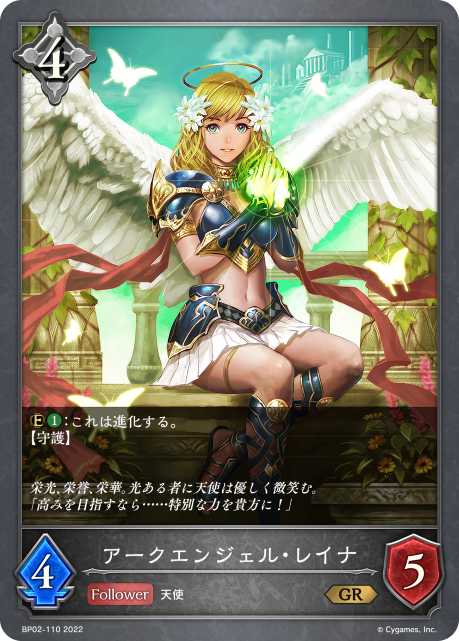 4
E 1：これは進化する。
【守護】
栄光、栄誉、栄華。光ある者に天使は優しく微笑む。
「高みを目指すなら……特別な力を貴方に！」
アークエンジェル・レイナ
4
Follower 天使
GR
5
BP02-110 2022
© Cygames, Inc.